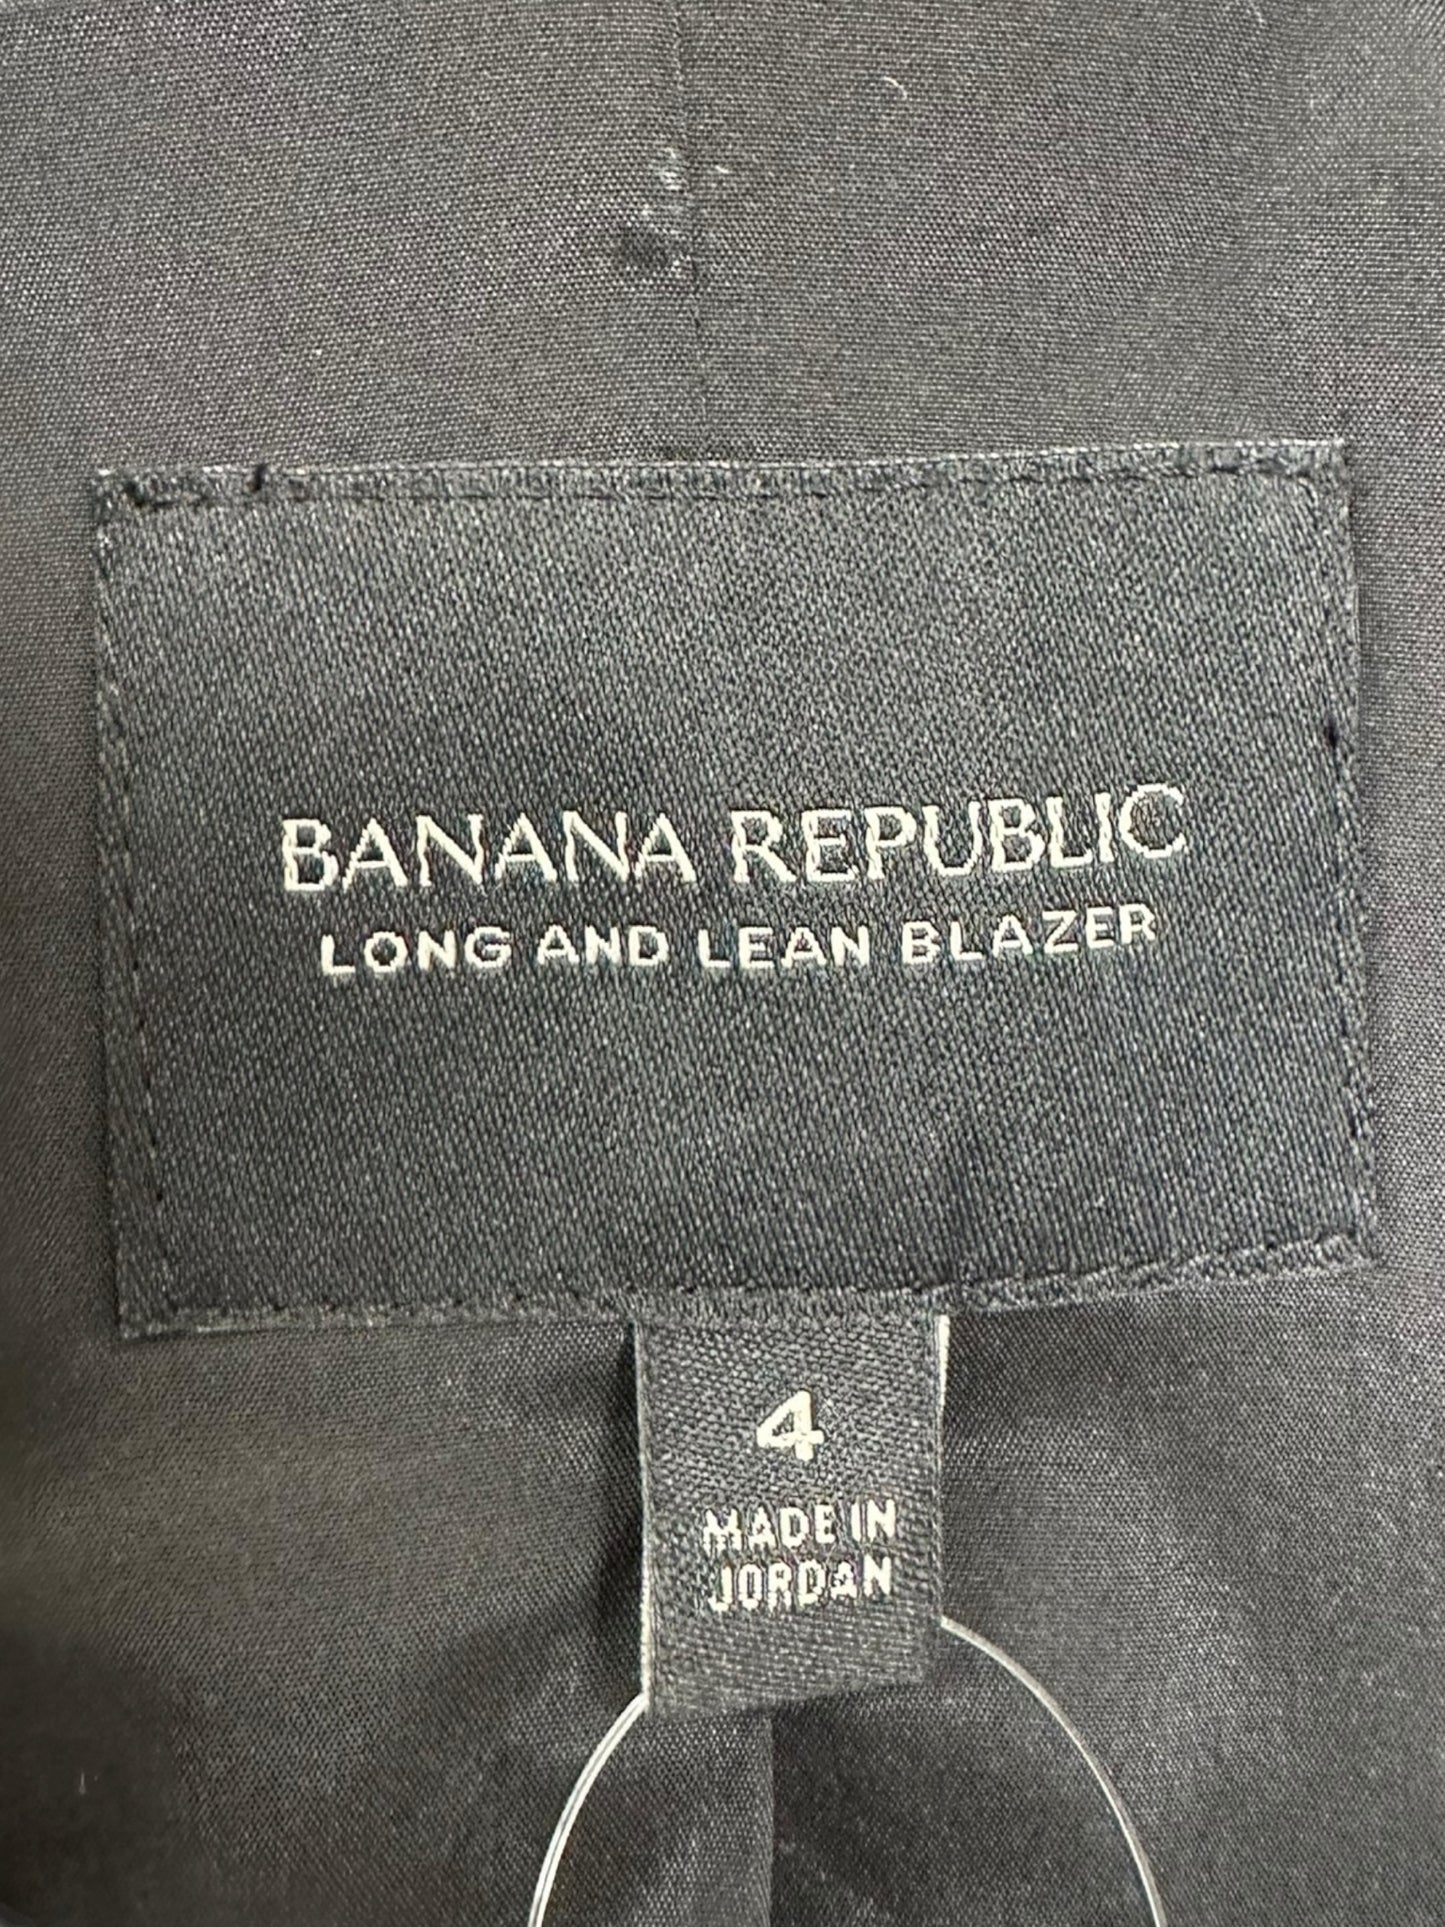 BANANA REPUBLIC
LONG AND LEAN BLAZER
4
MADE IN
JORDAN